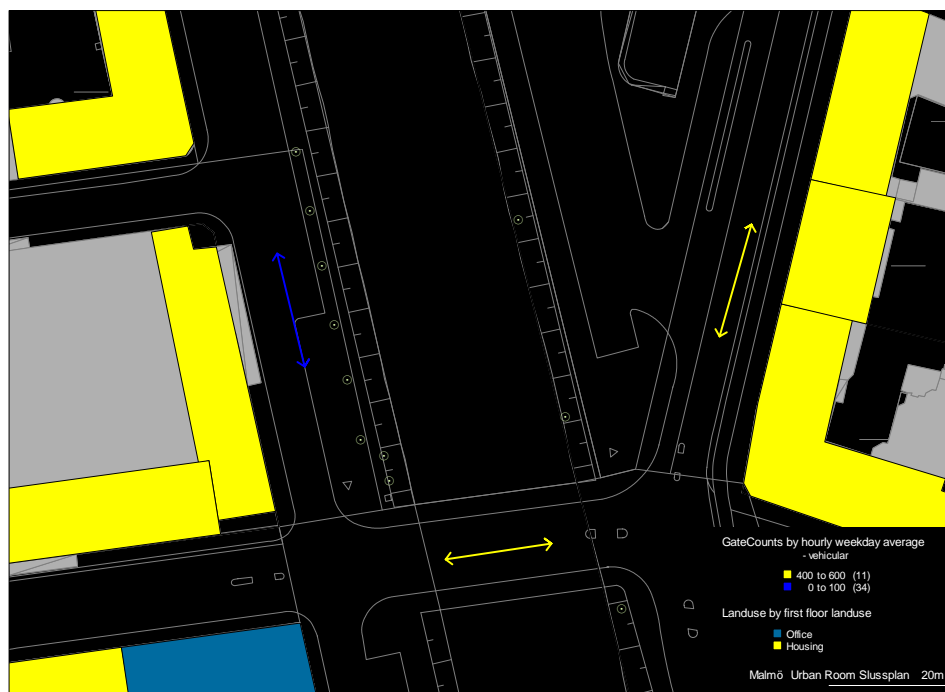 GateCounts by hourly weekday average
- vehicular
400 to 600 (11)
0 to 100 (34)
Landuse by first floor landuse
Office
Housing
Malmö Urban Room Slussplan 20m